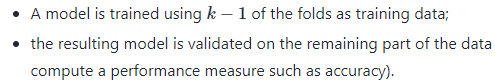 • A model is trained using k − 1 of the folds as training data;
• the resulting model is validated on the remaining part of the data
compute a performance measure such as accuracy).